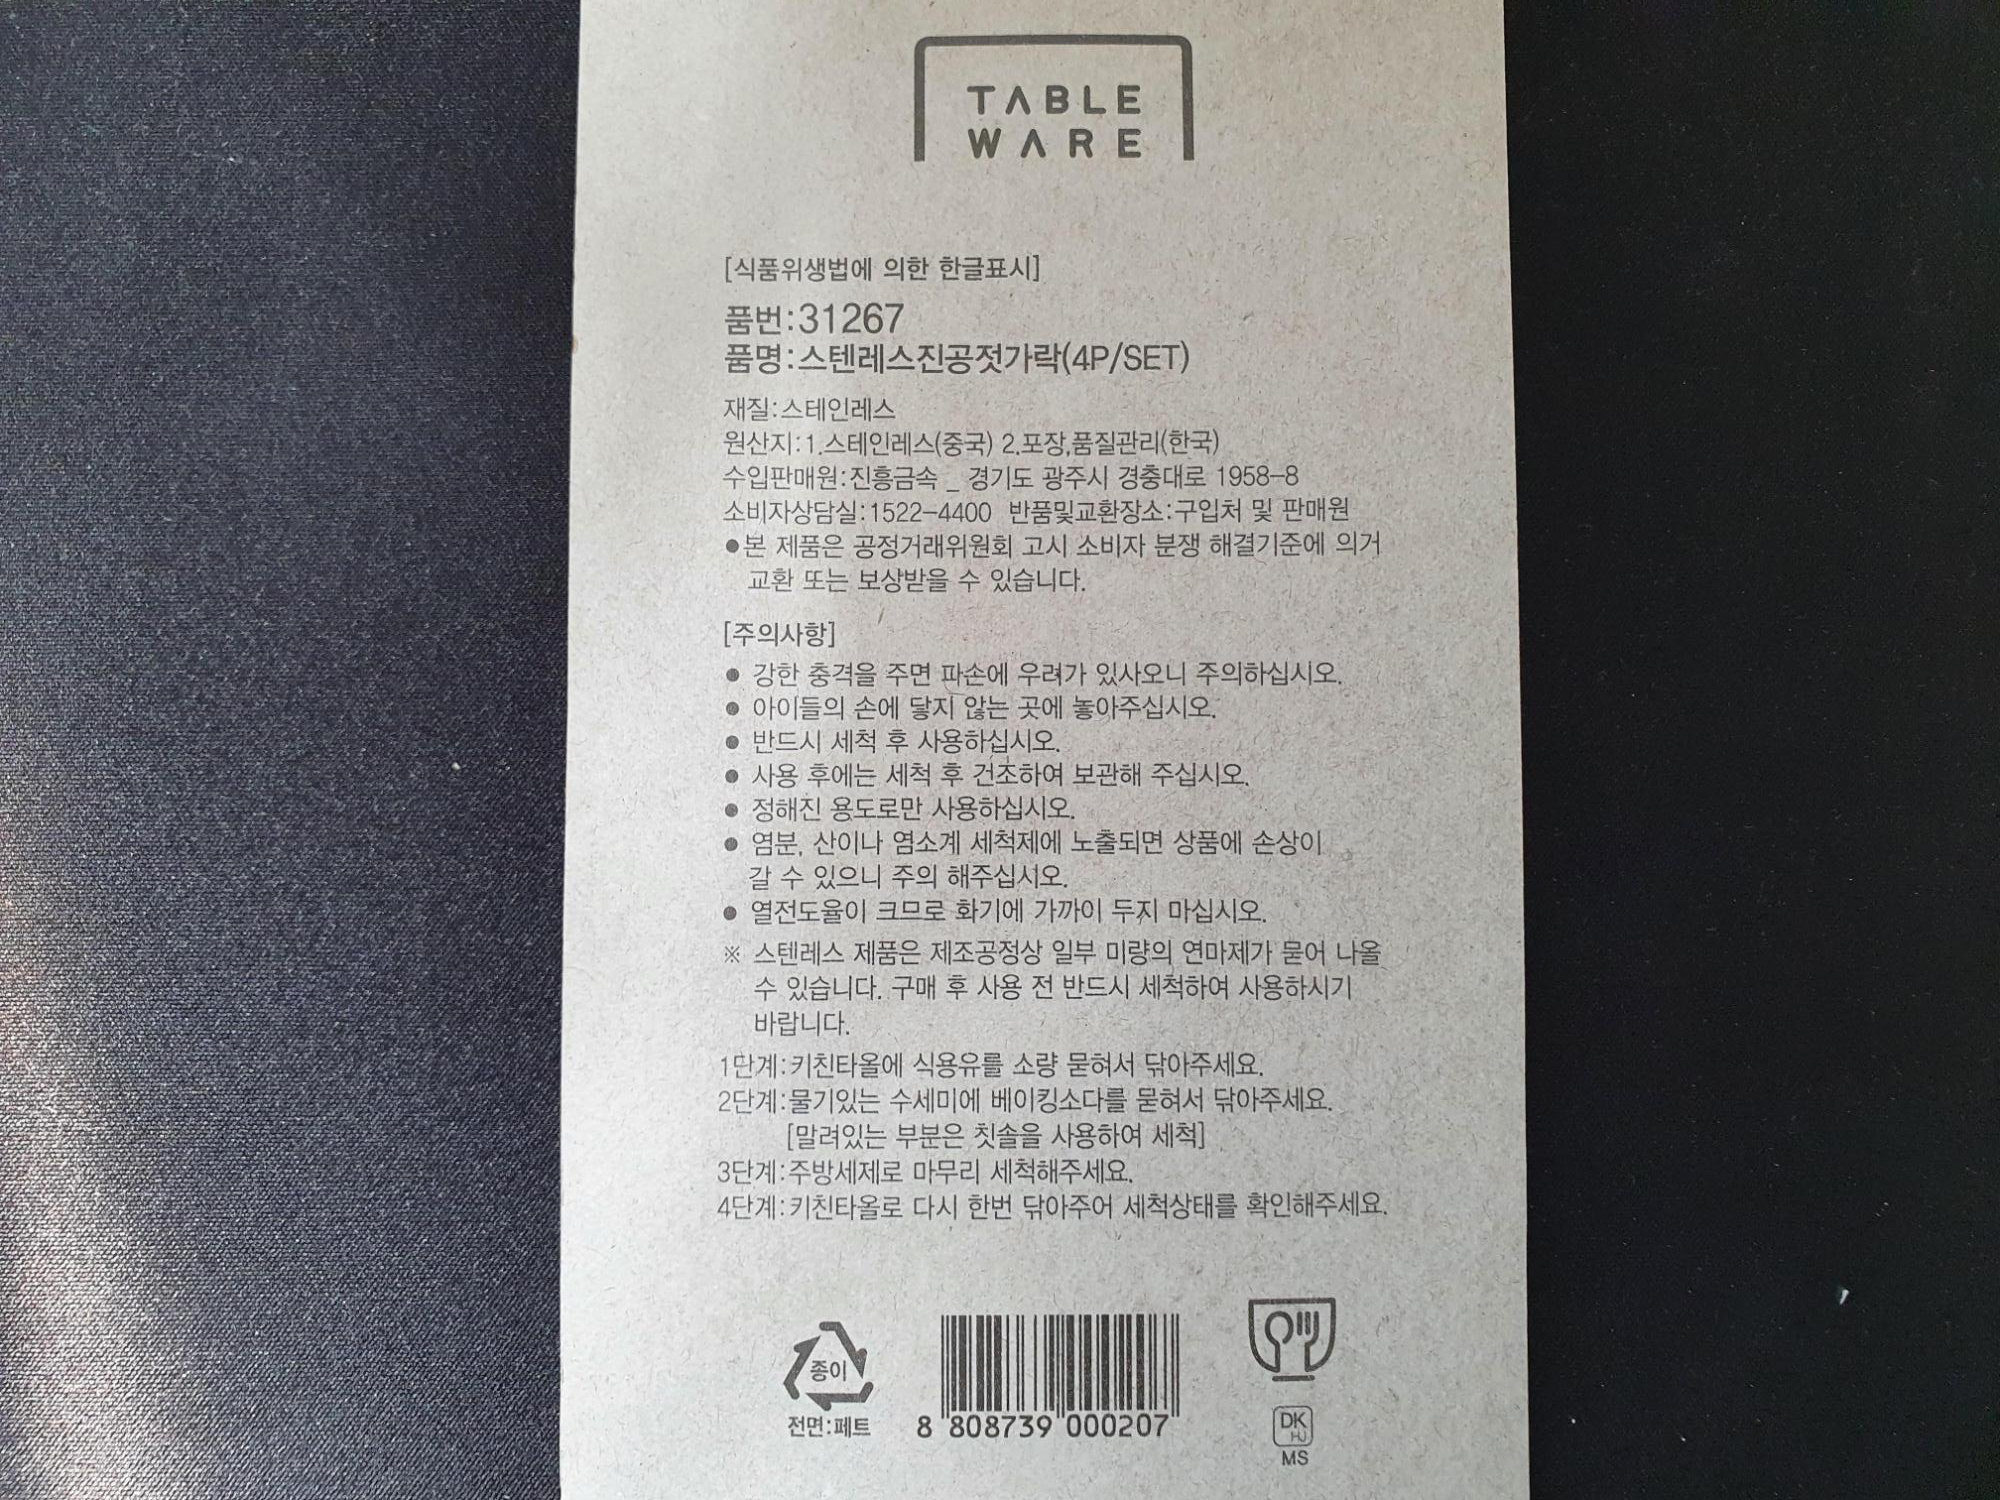 TABLE
WARE
[식품위생법에 의한 한글표시]
품번:31267
품명:스텐레스진공젓가락(4P/SET)
재질:스테인레스
원산지:1.스테인레스(중국) 2.포장,품질관리(한국)
수입판매원:진흥금속 _ 경기도 광주시 경충대로 1958-8
소비자상담실:1522-4400 반품및교환장소:구입처 및 판매원
●본 제품은 공정거래위원회 고시 소비자 분쟁 해결기준에 의거
교환 또는 보상받을 수 있습니다.
[주의사항]
● 강한 충격을 주면 파손에 우려가 있사오니 주의하십시오.
● 아이들의 손에 닿지 않는 곳에 놓아주십시오.
● 반드시 세척 후 사용하십시오.
● 사용 후에는 세척 후 건조하여 보관해 주십시오.
● 정해진 용도로만 사용하십시오.
● 염분, 산이나 염소계 세척제에 노출되면 상품에 손상이
갈 수 있으니 주의 해주십시오.
● 열전도율이 크므로 화기에 가까이 두지 마십시오.
※ 스텐레스 제품은 제조공정상 일부 미량의 연마제가 묻어 나올
수 있습니다. 구매 후 사용 전 반드시 세척하여 사용하시기
바랍니다.
1단계:키친타올에 식용유를 소량 묻혀서 닦아주세요.
2단계:물기있는 수세미에 베이킹소다를 묻혀서 닦아주세요.
[말려있는 부분은 칫솔을 사용하여 세척]
3단계:주방세제로 마무리 세척해주세요.
4단계:키친타올로 다시 한번 닦아주어 세척상태를 확인해주세요.
종이
전면:페트
8 808739 000207
DK
HJ
MS